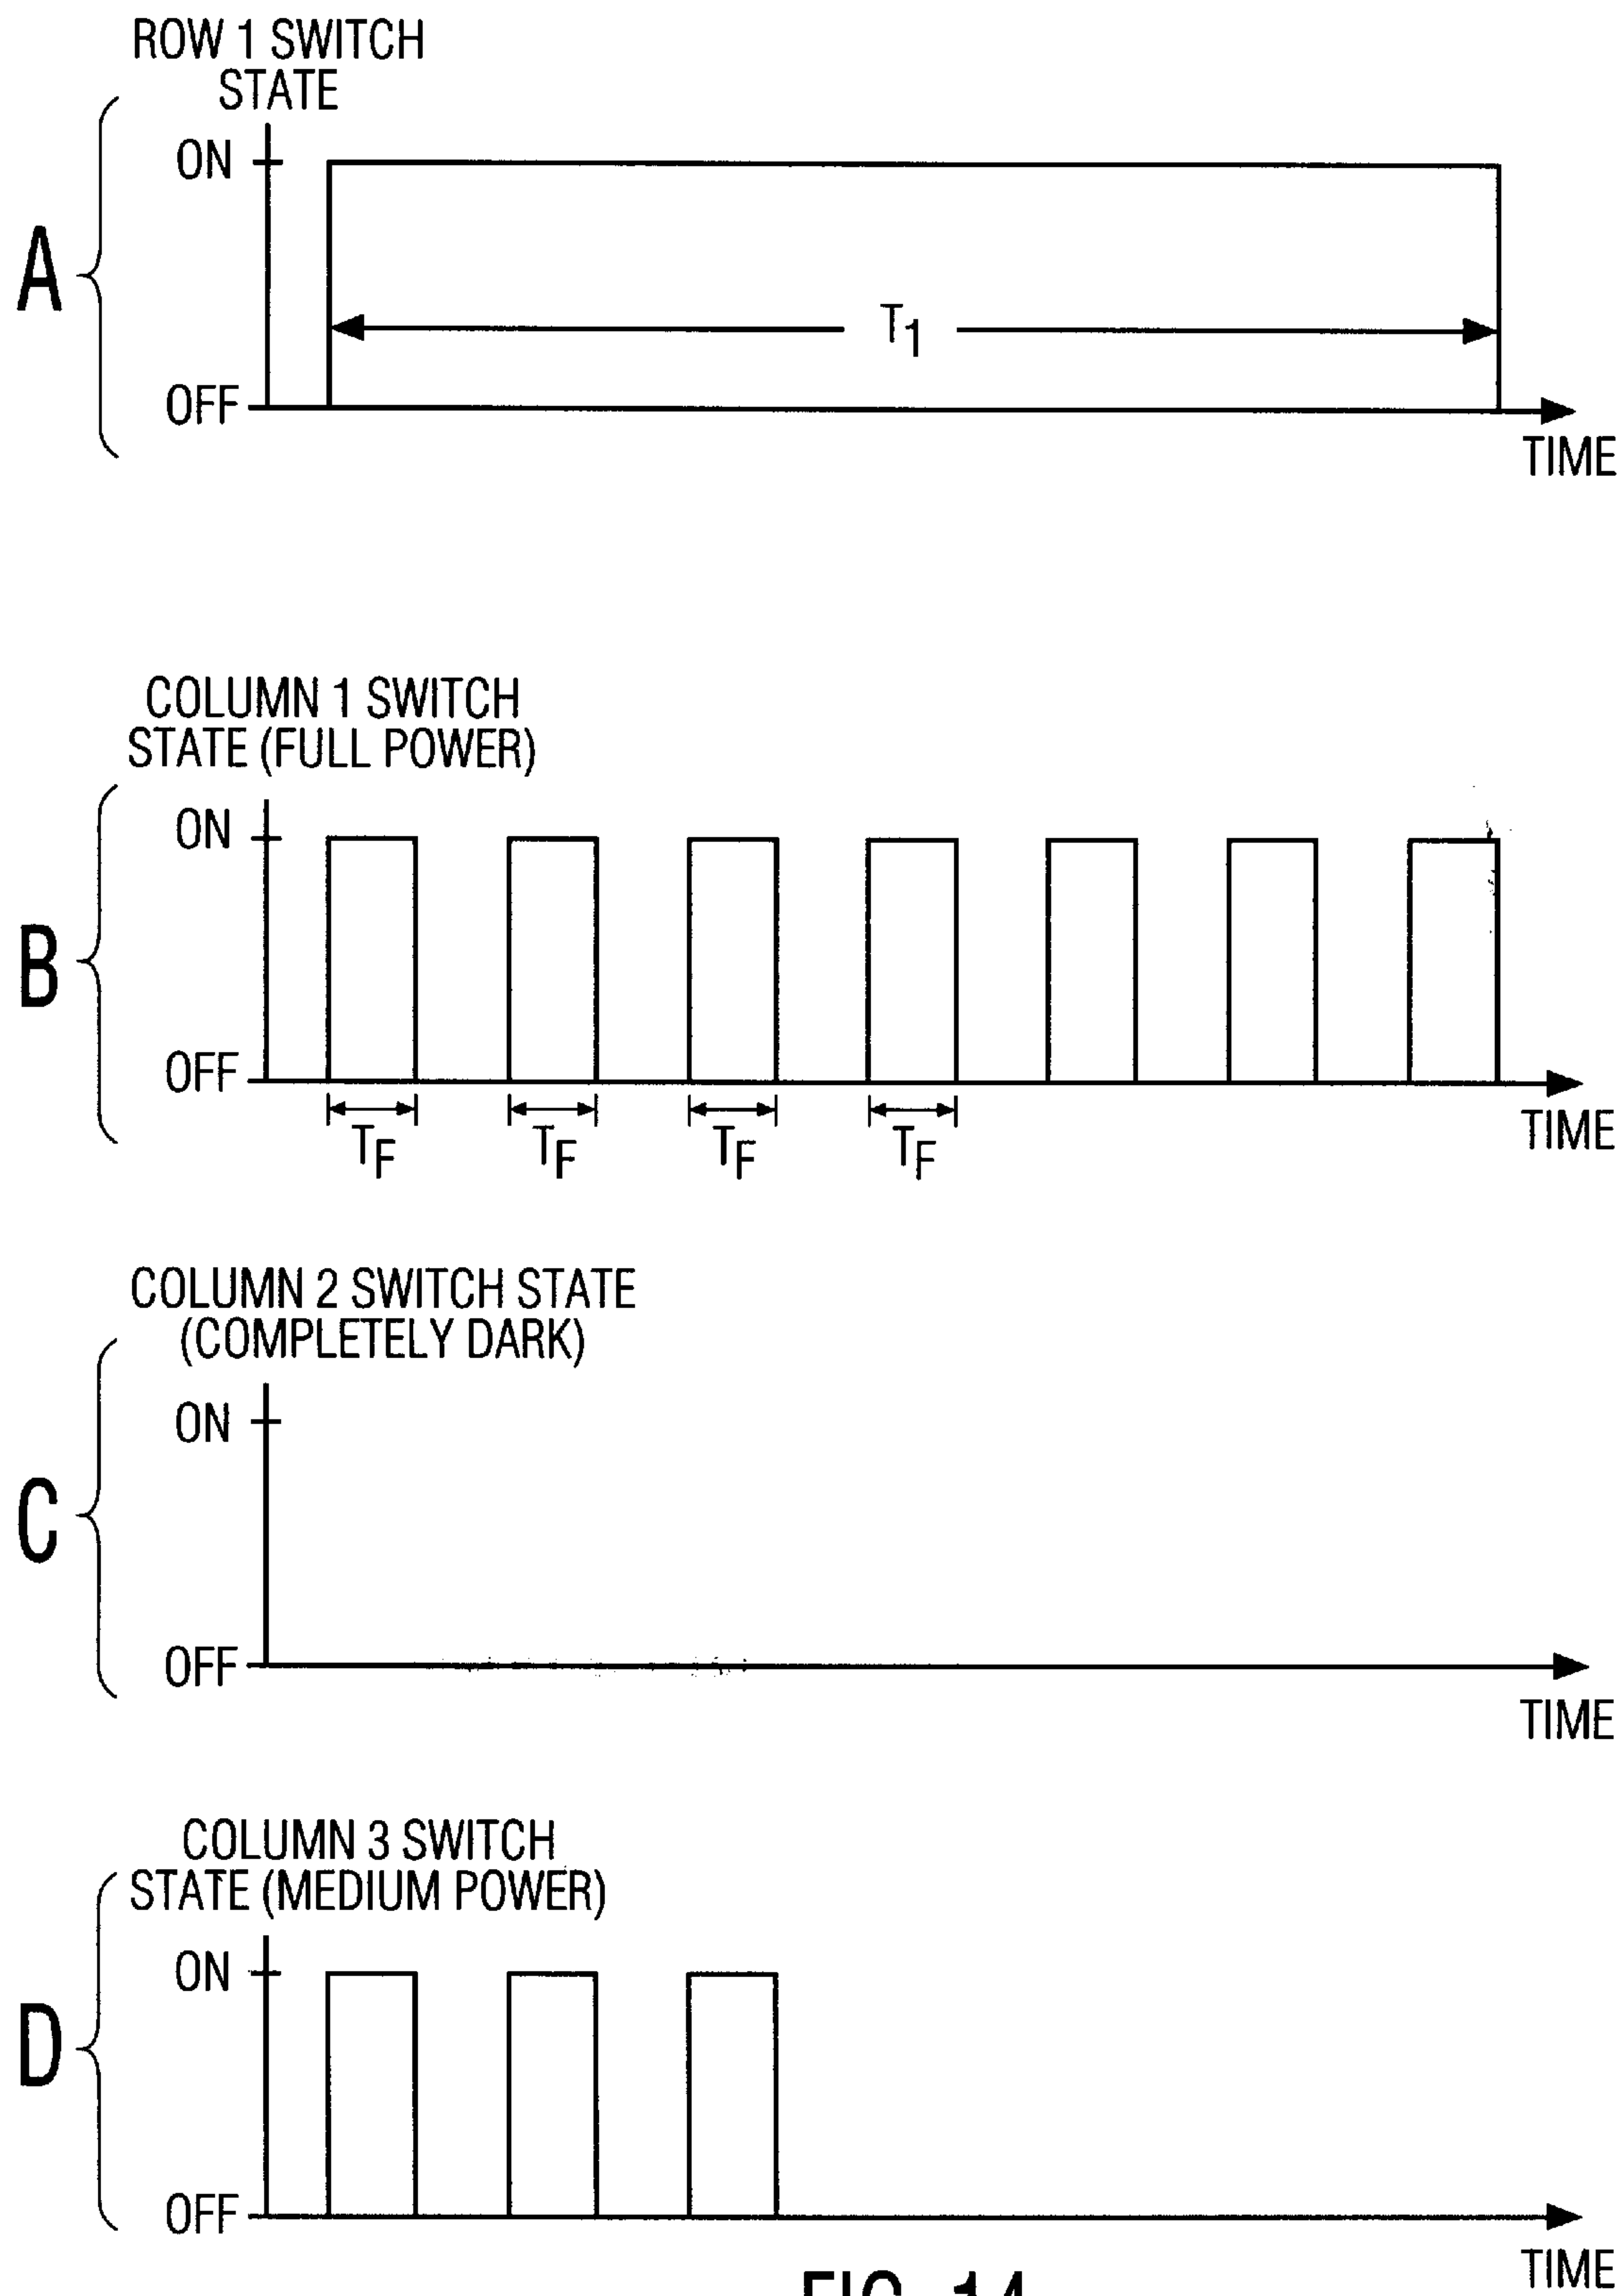 ROW 1 SWITCH
STATE
A
ON
T1
OFF
TIME
COLUMN 1 SWITCH
STATE (FULL POWER)
B
ON
OFF
TIME
TF TF TF TF
COLUMN 2 SWITCH STATE
(COMPLETELY DARK)
C
ON
OFF
TIME
COLUMN 3 SWITCH
STATE (MEDIUM POWER)
D
ON
OFF
TIME
FIG. 14